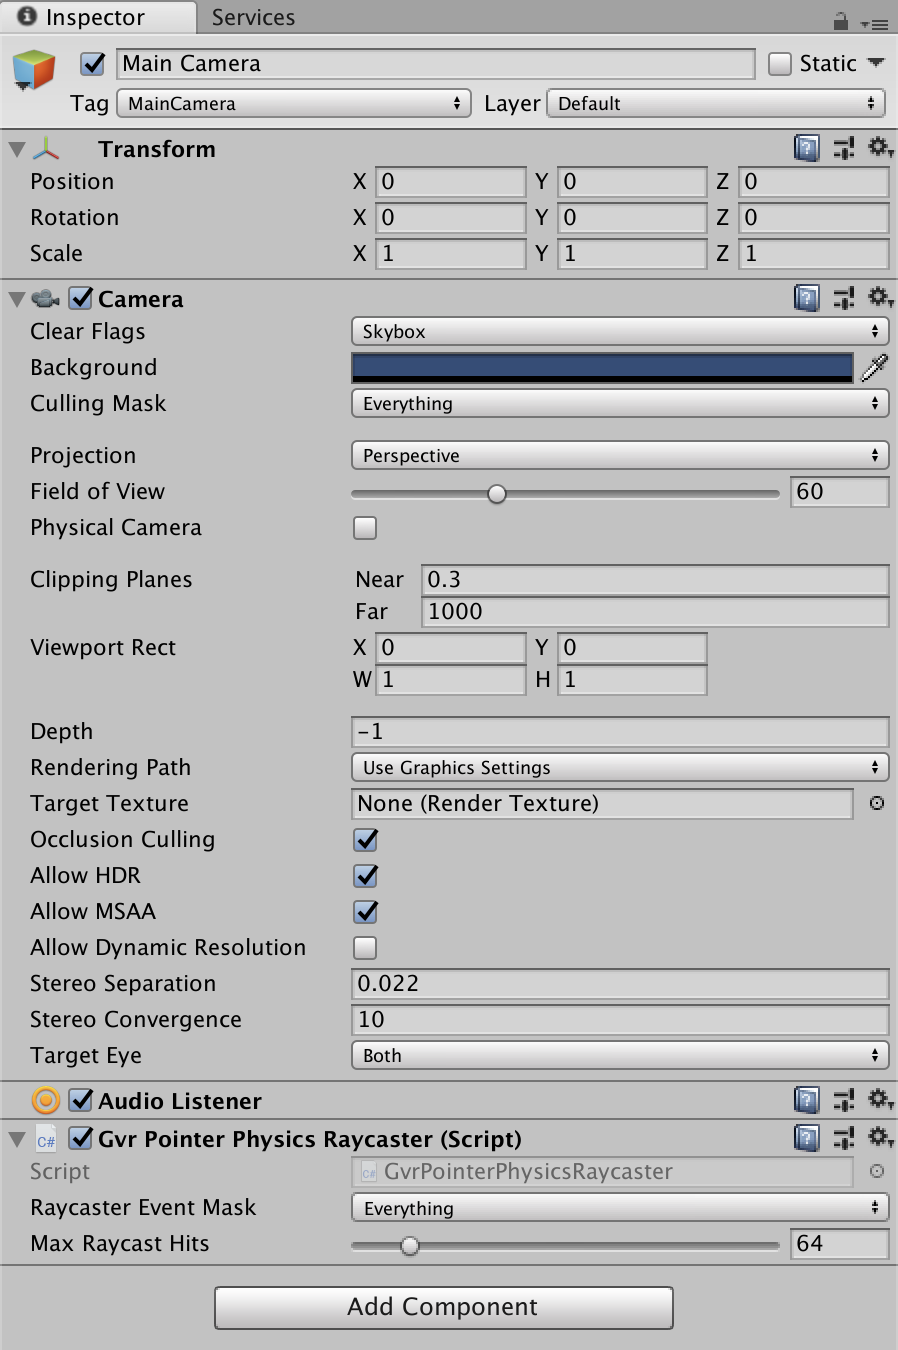 Inspector Services
Main Camera Static
Tag MainCamera Layer Default
Transform
Position X 0 Y 0 Z 0
Rotation X 0 Y 0 Z 0
Scale X 1 Y 1 Z 1
Camera
Clear Flags Skybox
Background
Culling Mask Everything
Projection Perspective
Field of View 60
Physical Camera
Clipping Planes Near 0.3
Far 1000
Viewport Rect X 0 Y 0
W 1 H 1
Depth -1
Rendering Path Use Graphics Settings
Target Texture None (Render Texture)
Occlusion Culling
Allow HDR
Allow MSAA
Allow Dynamic Resolution
Stereo Separation 0.022
Stereo Convergence 10
Target Eye Both
Audio Listener
C# Gvr Pointer Physics Raycaster (Script)
Script C# GvrPointerPhysicsRaycaster
Raycaster Event Mask Everything
Max Raycast Hits 64
Add Component